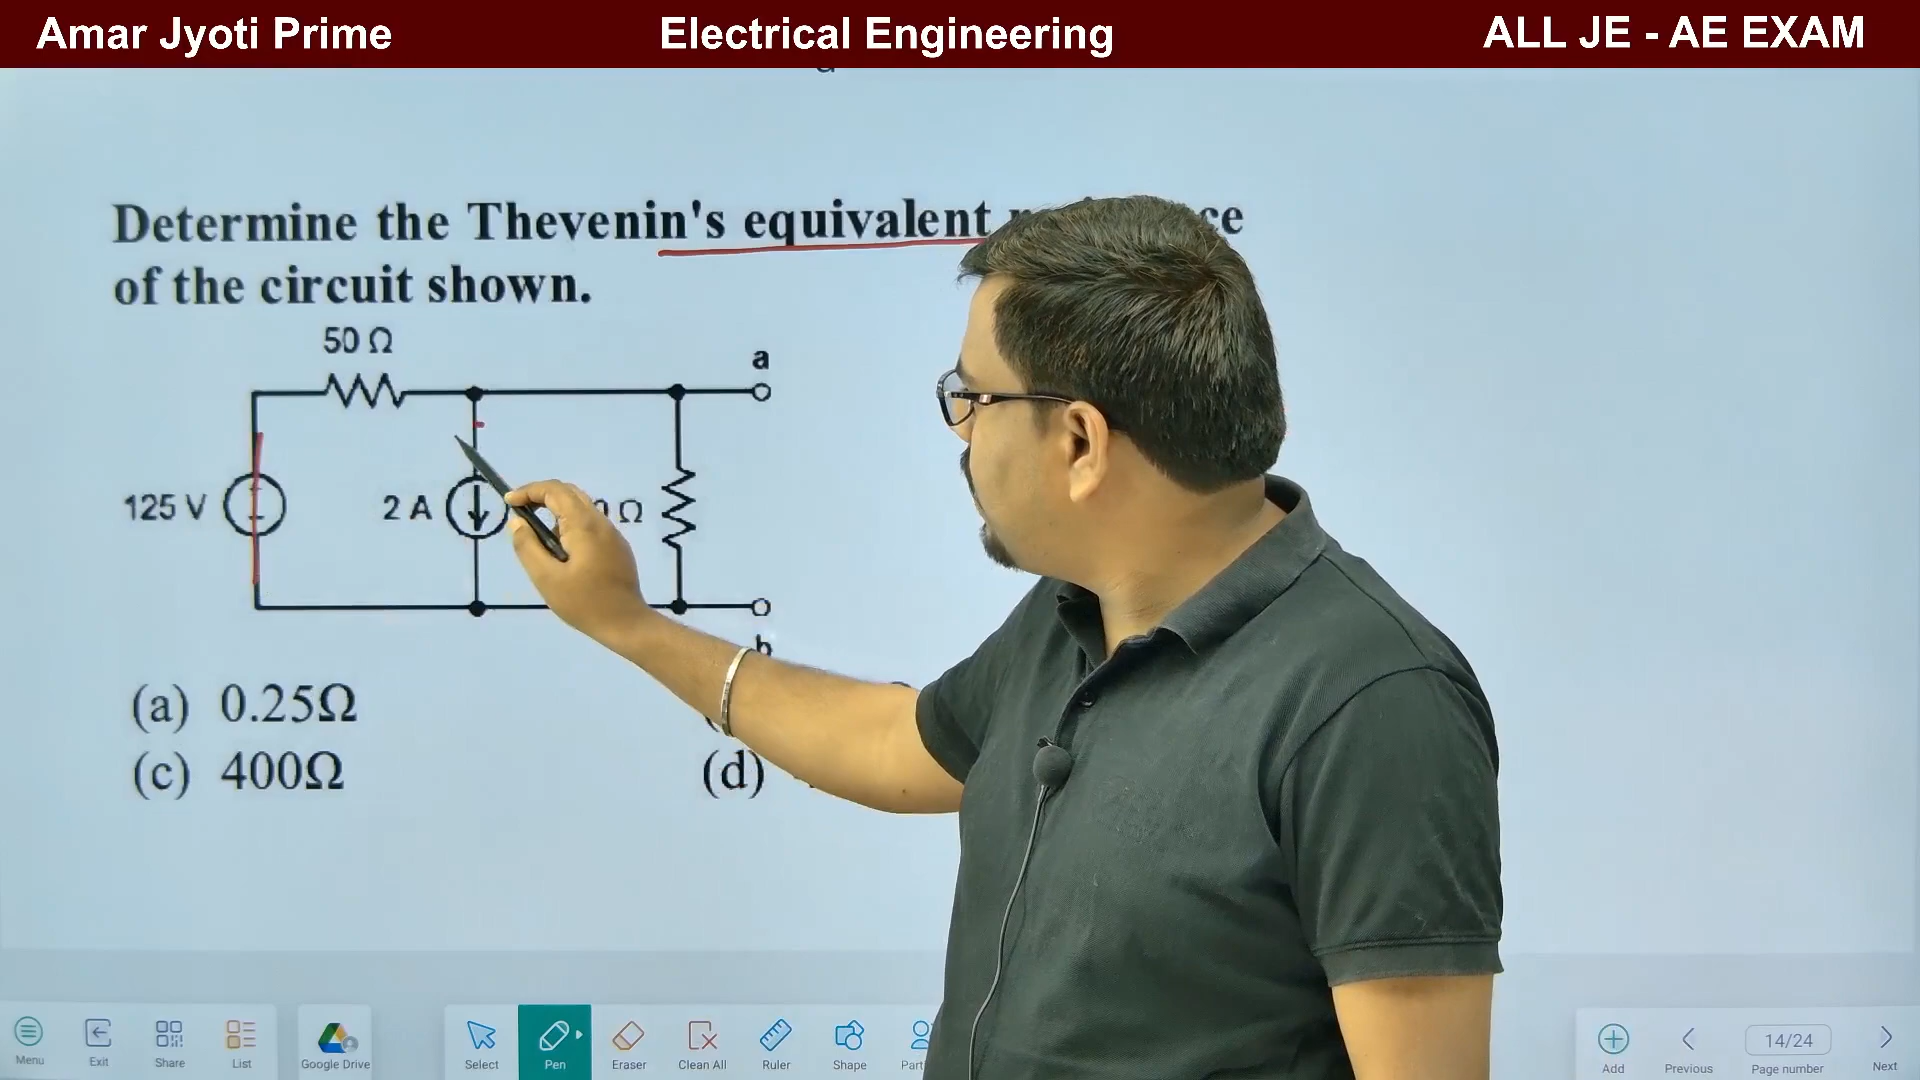 Amar Jyoti Prime Electrical Engineering ALL JE - AE EXAM
Determine the Thevenin's equivalent
of the circuit shown.
50 Ω
a
125 V
2 A
Ω
b
(a) 0.25Ω
(c) 400Ω (d)
Menu
Exit
Share
List
Google Drive
Select
Pen
Eraser
Clean All
Ruler
Shape
Add
Previous
14/24
Page number
Next